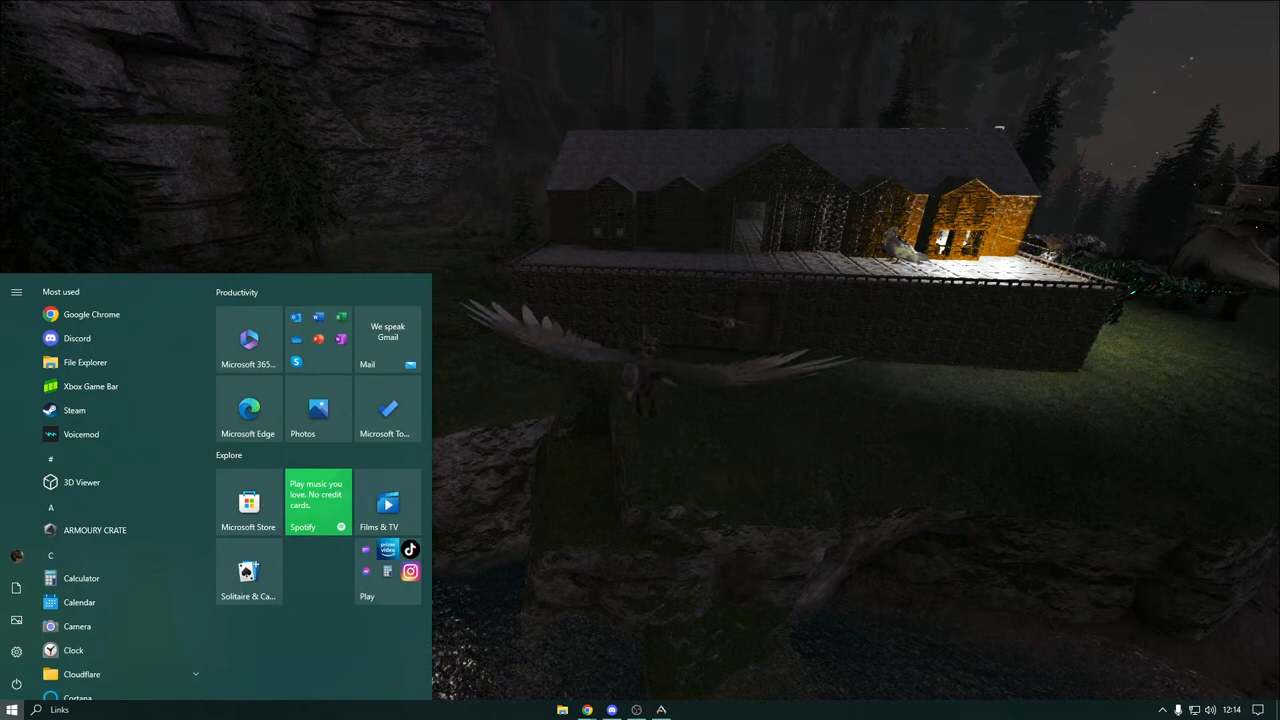 Most used
Google Chrome
Discord
File Explorer
Xbox Game Bar
Steam
Voicemod
#
3D Viewer
A
ARMOURY CRATE
C
Calculator
Calendar
Camera
Clock
Cloudflare
Cortana
Productivity
Microsoft 365...
We speak
Gmail
Mail
Microsoft Edge
Photos
Microsoft To...
Explore
Microsoft Store
Play music you
love. No credit
cards.
Spotify
Films & TV
Solitaire & Ca...
prime
video
Play
Links
12:14